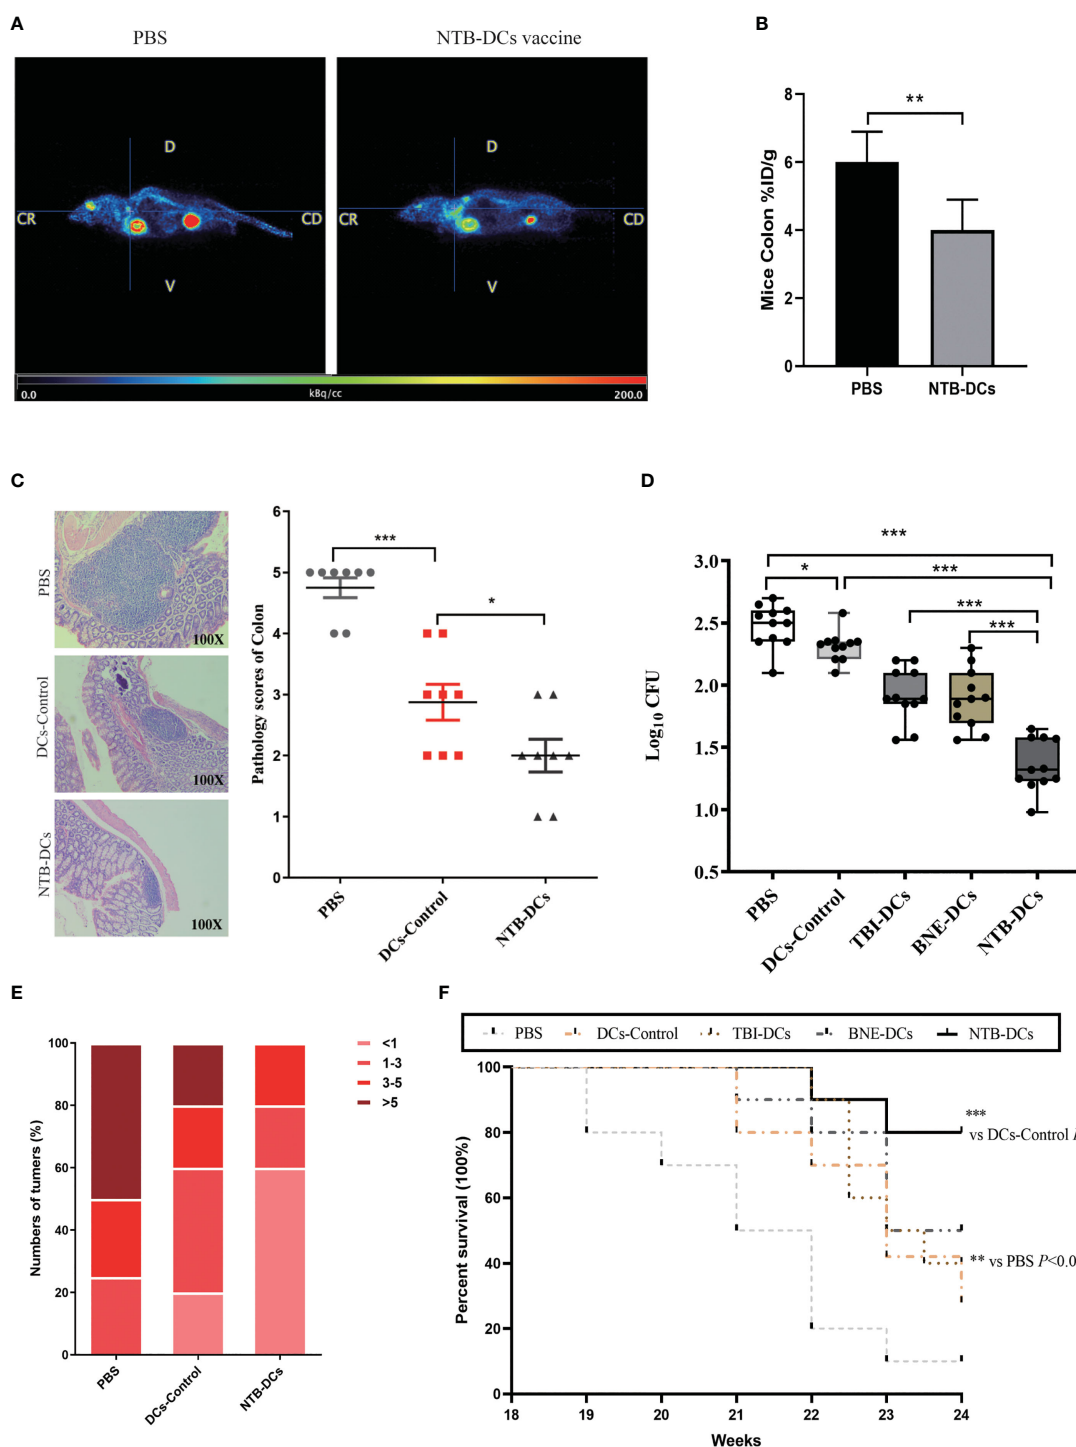 A
PBS
NTB-DCs vaccine
D
CR
CD
V
D
CR
CD
V
0.0
kBq/cc
200.0
B
Mice Colon %ID/g
8
6
4
2
0
**
PBS
NTB-DCs
C
PBS
100X
DCs-Control
100X
NTB-DCs
100X
Pathology scores of Colon
6
5
4
3
2
1
0
***
*
PBS
DCs-Control
NTB-DCs
D
Log10 CFU
3.0
2.5
2.0
1.5
1.0
0.5
***
*
***
***
***
PBS
DCs-Control
TBI-DCs
BNE-DCs
NTB-DCs
E
Numbers of tumers (%)
100
80
60
40
20
0
<1
1-3
3-5
>5
PBS
DCs-Control
NTB-DCs
F
PBS
DCs-Control
TBI-DCs
BNE-DCs
NTB-DCs
Percent survival (100%)
100
80
60
40
20
0
***
vs DCs-Control
** vs PBS P<0.0
18
19
20
21
22
23
24
Weeks